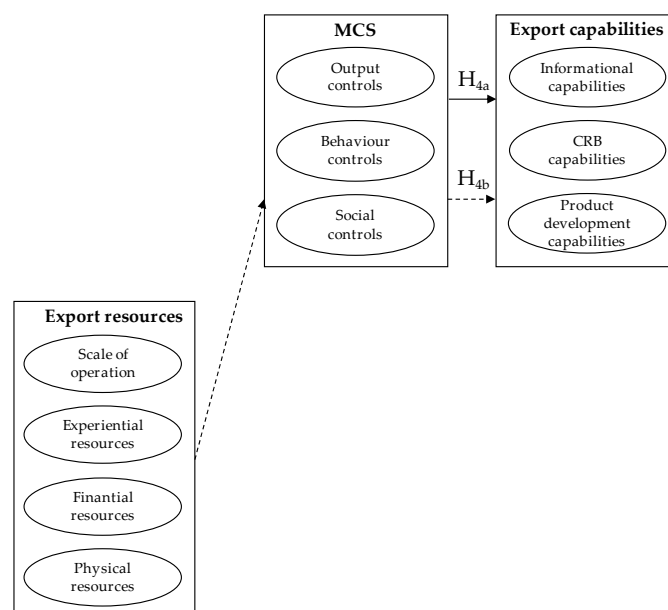 MCS
Output
controls
Behaviour
controls
Social
controls
H4a
H4b
Export capabilities
Informational
capabilities
CRB
capabilities
Product
development
capabilities
Export resources
Scale of
operation
Experiential
resources
Finantial
resources
Physical
resources